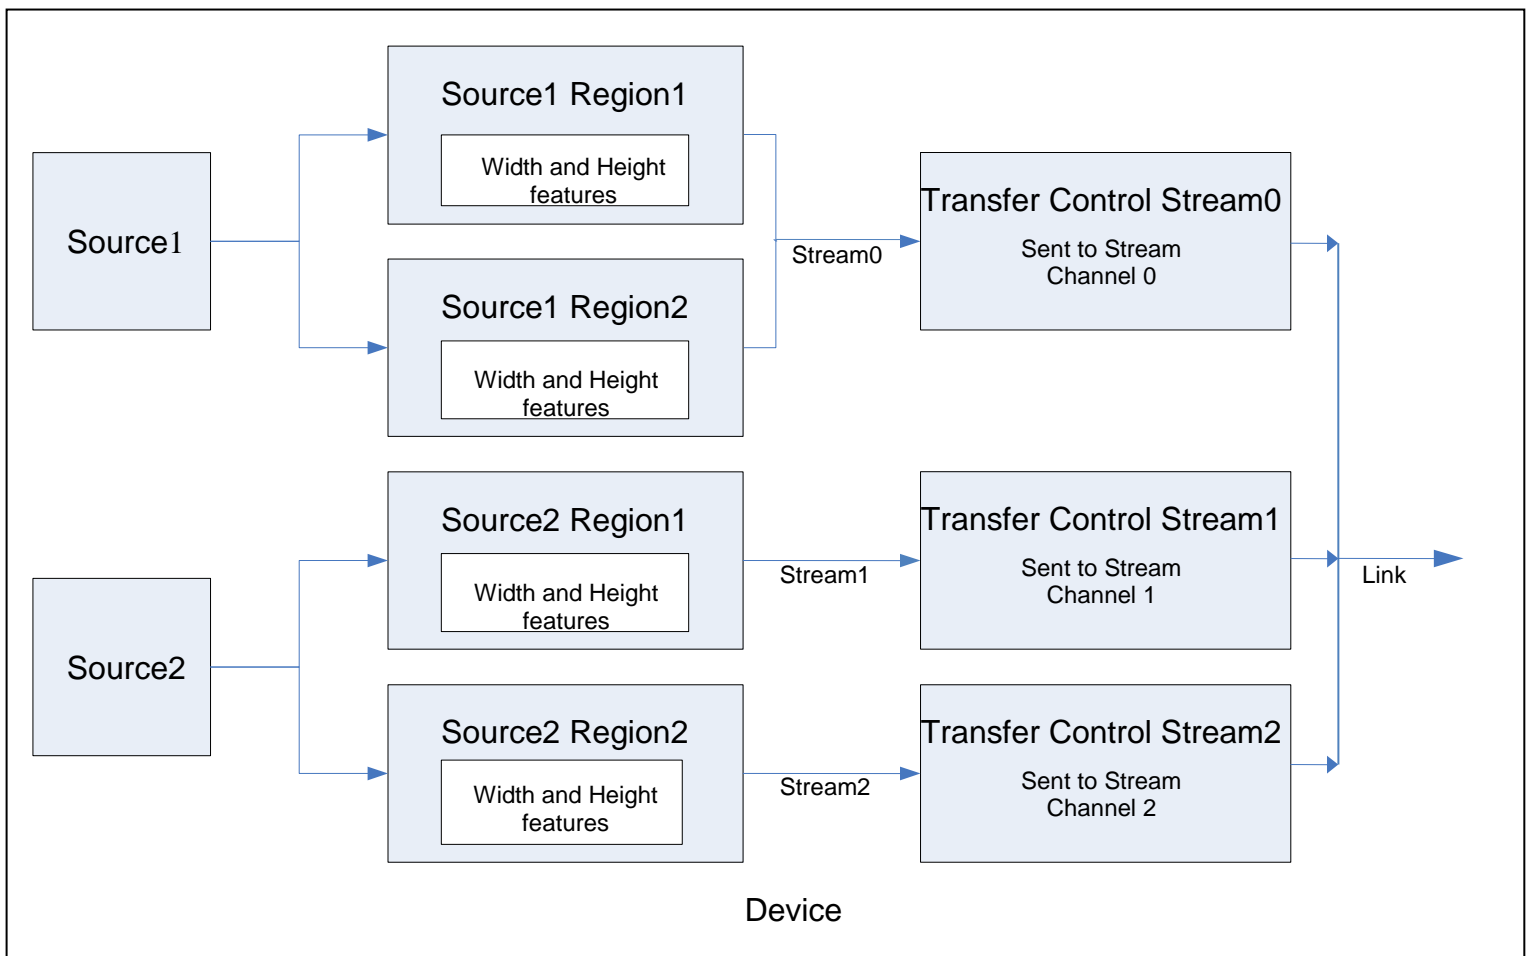 Source1 Region1
Width and Height
features
Source1
Source1 Region2
Width and Height
features
Stream0
Transfer Control Stream0
Sent to Stream
Channel 0
Source2 Region1
Width and Height
features
Stream1
Transfer Control Stream1
Sent to Stream
Channel 1
Link
Source2
Source2 Region2
Width and Height
features
Stream2
Transfer Control Stream2
Sent to Stream
Channel 2
Device